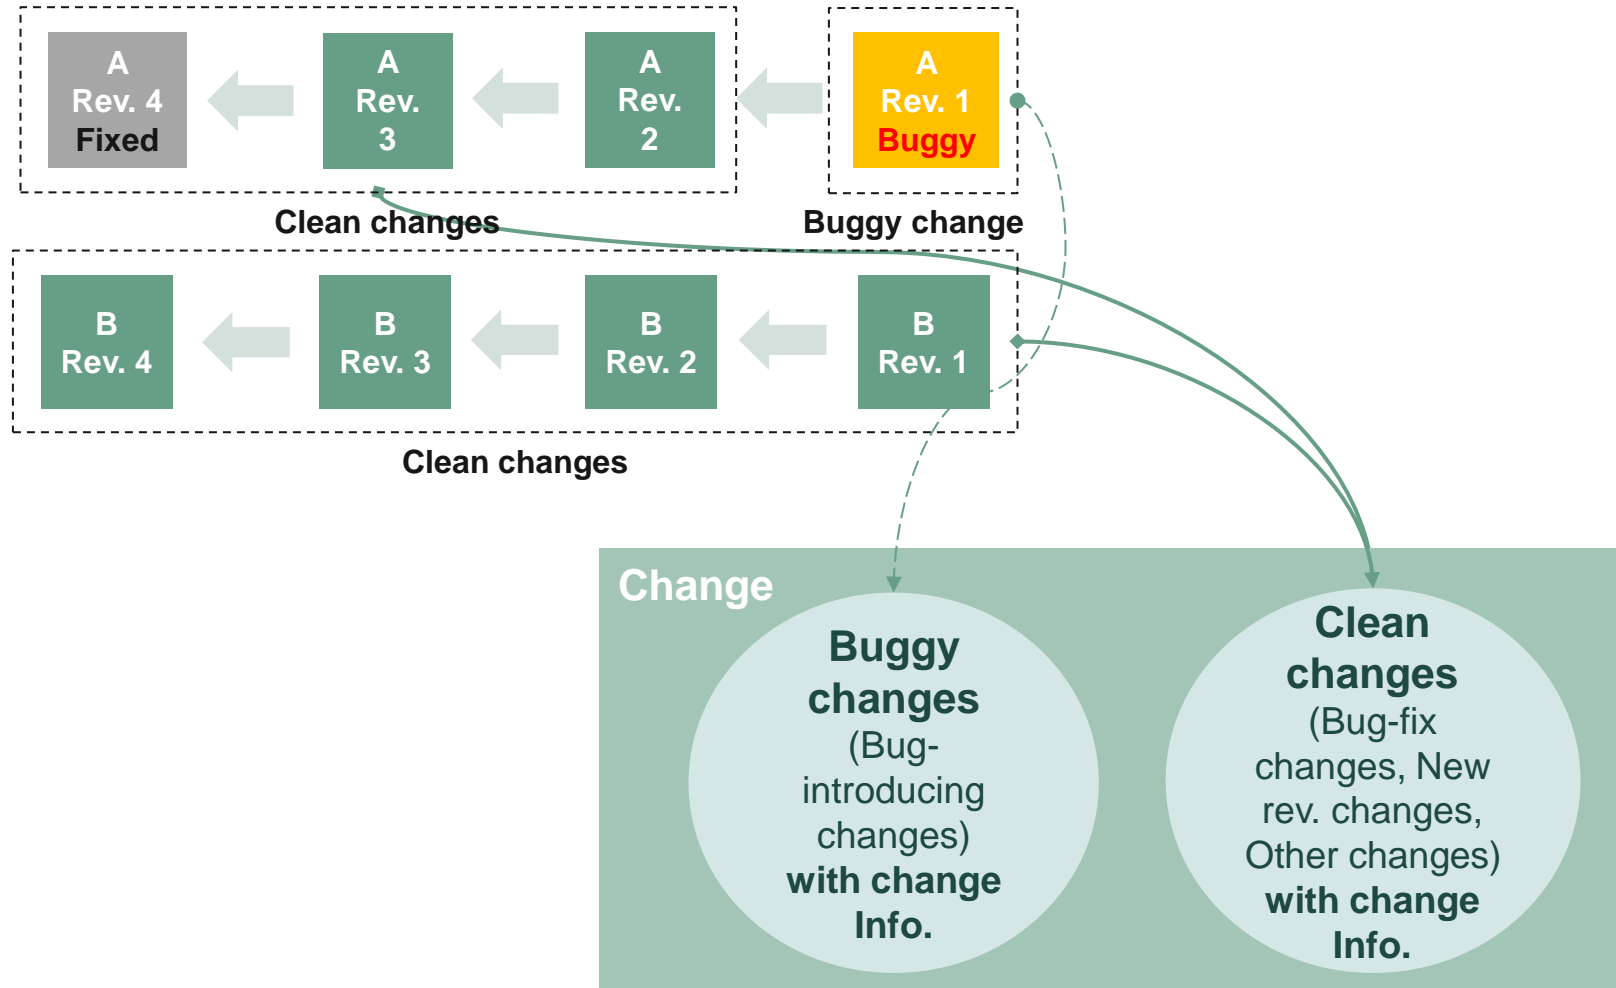 A
Rev. 4
Fixed
A
Rev.
3
A
Rev.
2
A
Rev. 1
Buggy
Clean changes
Buggy change
B
Rev. 4
B
Rev. 3
B
Rev. 2
B
Rev. 1
Clean changes
Change
Buggy
changes
(Bug-
introducing
changes)
with change
Info.
Clean
changes
(Bug-fix
changes, New
rev. changes,
Other changes)
with change
Info.